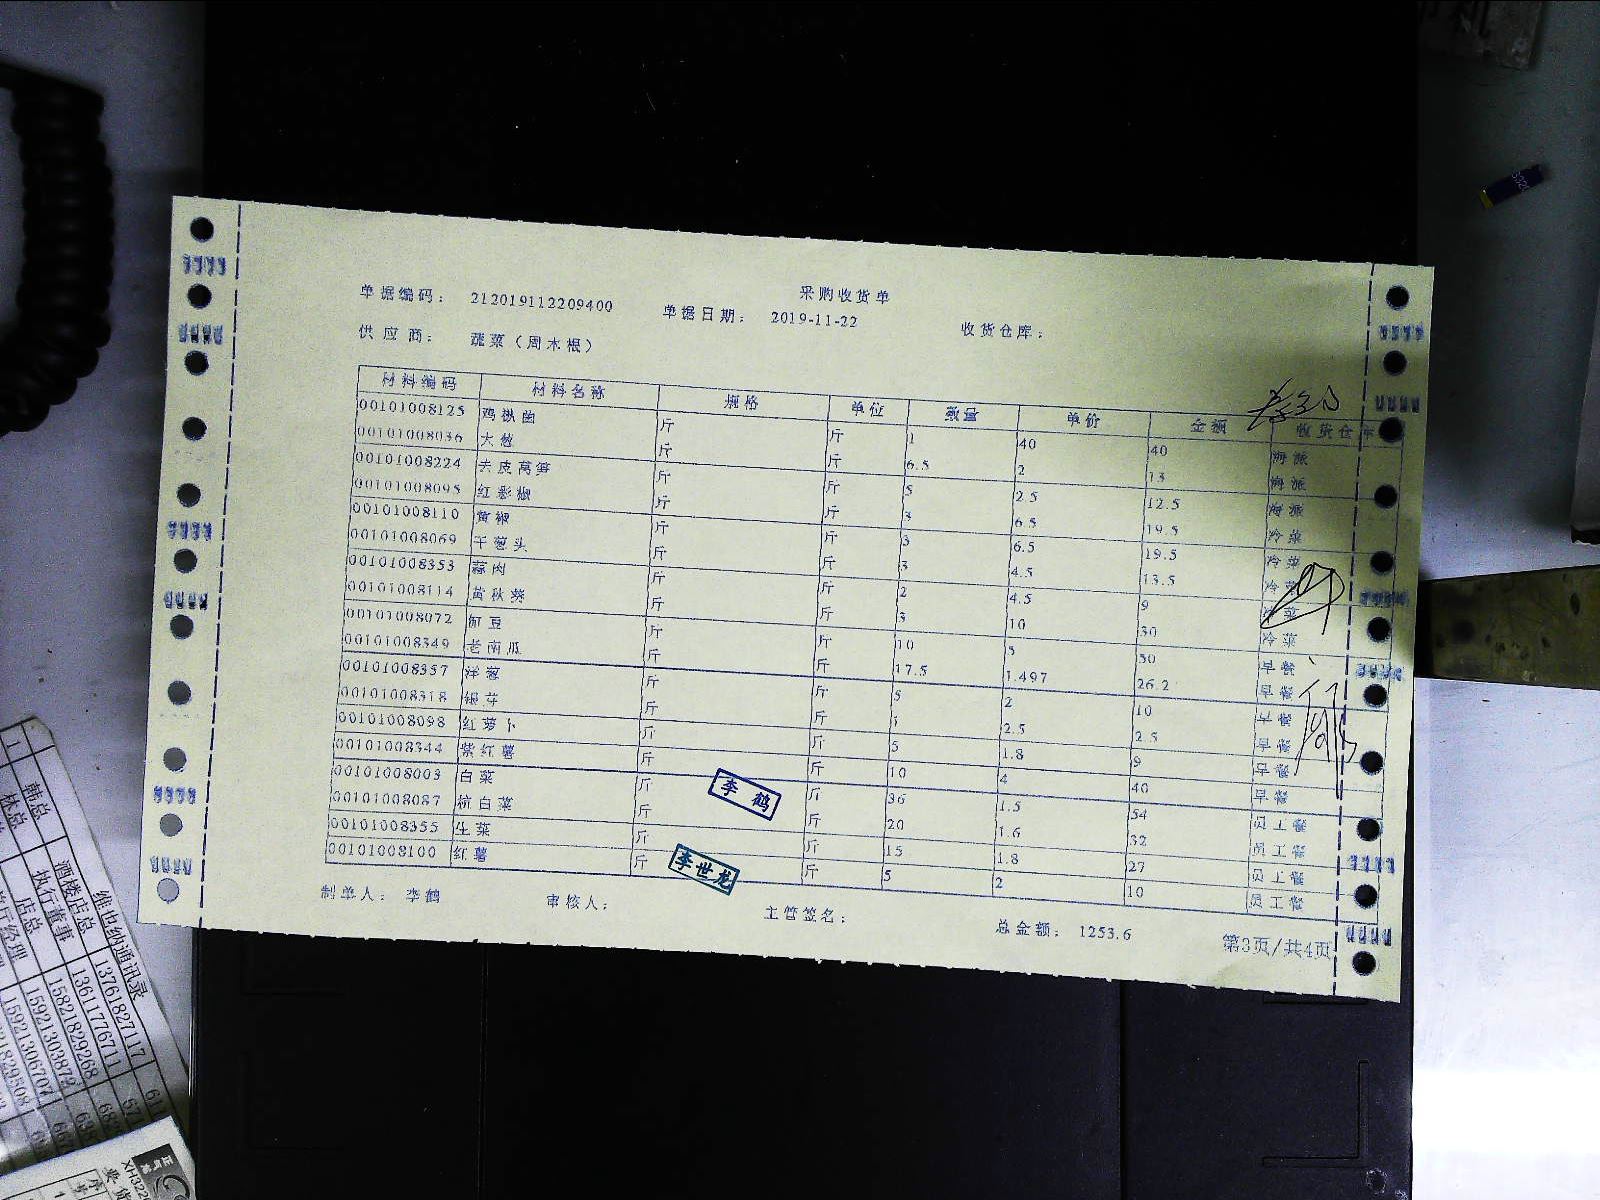 采购收货单
单据编码： 212019112209400 单据日期： 2019-11-22 收货仓库：
供应商： 蔬菜（周木根）
材料编码 材料名称 规格 单位 数量 单价 金额 收货仓库
00101008125 鸡枞菌 斤 斤 1 40 40 海派
00101008036 大葱 斤 斤 6.5 2 13 海派
00101008224 去皮莴笋 斤 斤 5 2.5 12.5 海派
00101008095 红彩椒 斤 斤 3 6.5 19.5 冷菜
00101008110 黄椒 斤 斤 3 6.5 19.5 冷菜
00101008069 干葱头 斤 斤 3 4.5 13.5 冷菜
00101008353 蒜肉 斤 斤 2 4.5 9 冷菜
00101008114 黄秋葵 斤 斤 3 10 30 冷菜
00101008072 豇豆 斤 斤 10 5 50 早餐
00101008349 老南瓜 斤 斤 17.5 1.497 26.2 早餐
00101008357 洋葱 斤 斤 5 2 10 早餐
00101008318 银芽 斤 斤 1 2.5 2.5 早餐
00101008098 红萝卜 斤 斤 5 1.8 9 早餐
00101008344 紫红薯 斤 斤 10 4 40 早餐
00101008003 白菜 斤 斤 36 1.5 54 员工餐
00101008087 杭白菜 斤 斤 20 1.6 32 员工餐
00101008355 生菜 斤 斤 15 1.8 27 员工餐
00101008100 红薯 斤 斤 5 2 10 员工餐
李鹤
李世龙
制单人： 李鹤 审核人： 主管签名： 总金额： 1253.6 第3页/共4页
维也纳通讯录
韩总 酒楼店总 13761827117
林总 执行董事 13611776711
店总 15821829268
15921303872
15921306707